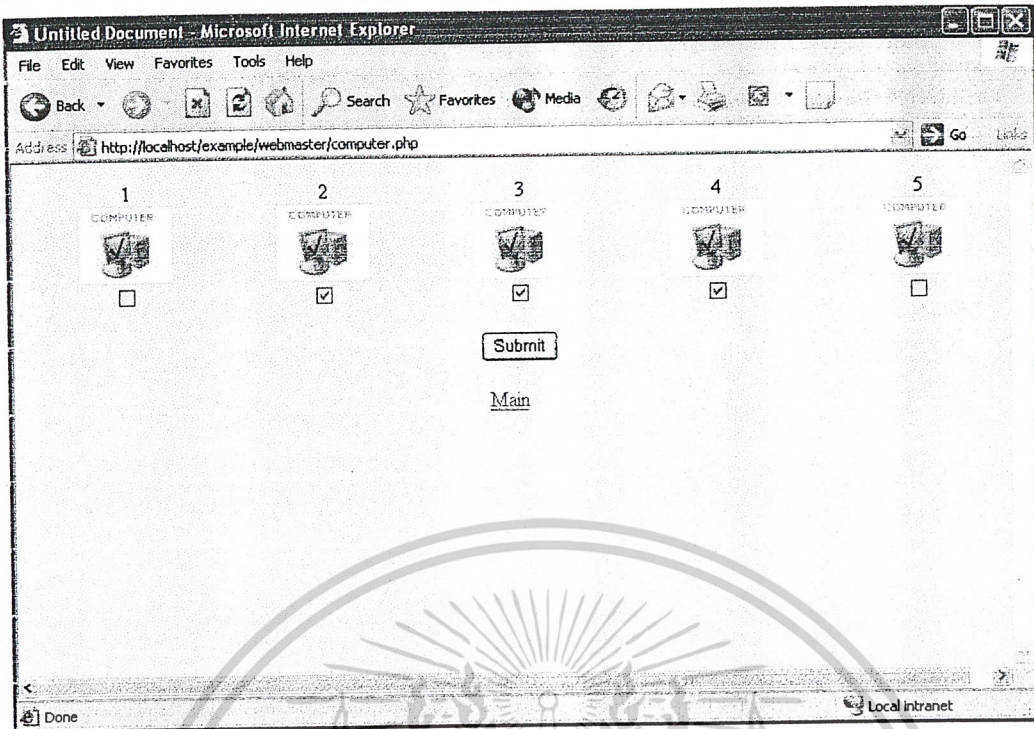 Untitled Document - Microsoft Internet Explorer
File Edit View Favorites Tools Help
Back Search Favorites Media
Address http://localhost/example/webmaster/computer.php Go Links
1 2 3 4 5
COMPUTER COMPUTER COMPUTER COMPUTER COMPUTER
Submit
Main
Done Local intranet